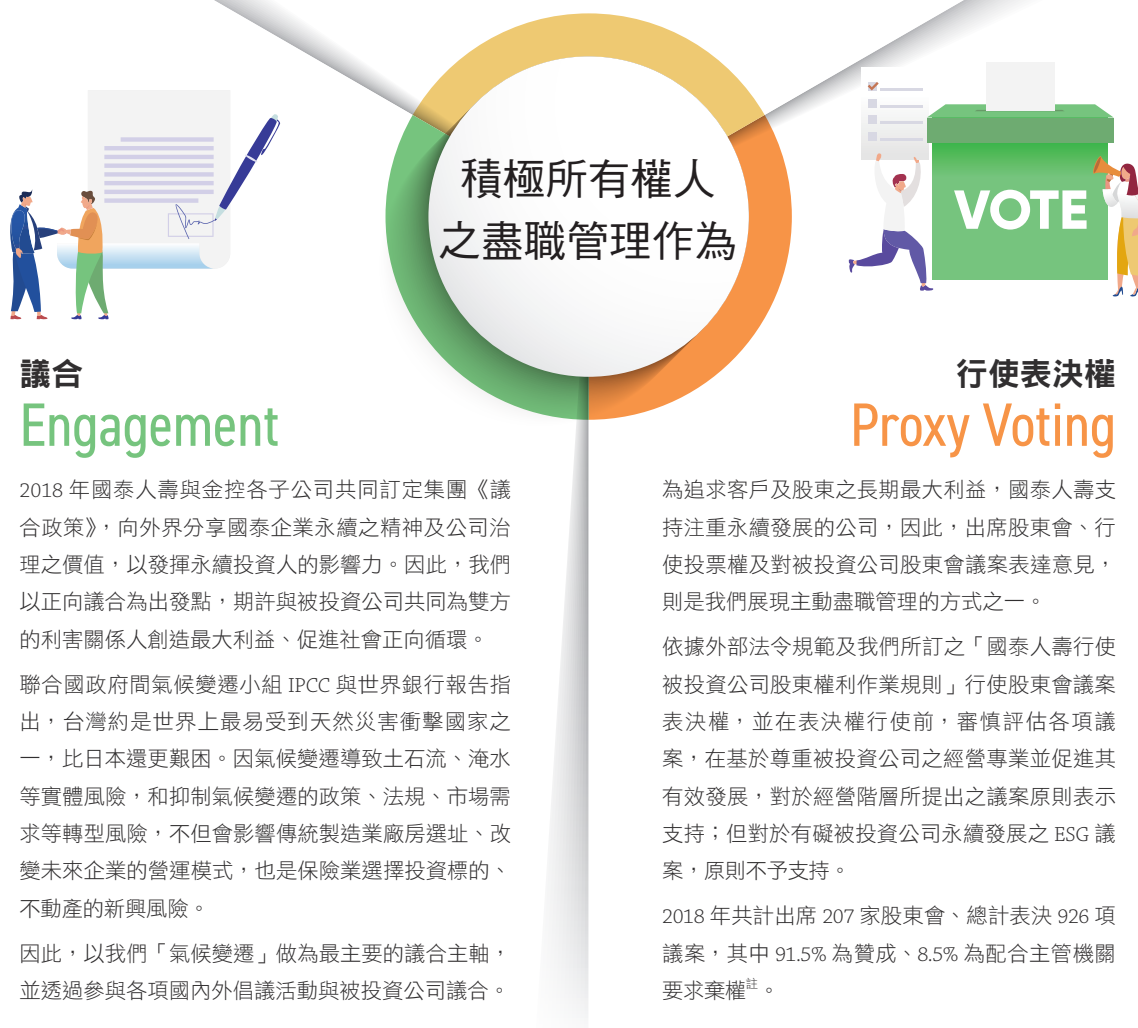 積極所有權人
之盡職管理作為
VOTE
議合
Engagement
2018 年國泰人壽與金控各子公司共同訂定集團《議
合政策》，向外界分享國泰企業永續之精神及公司治
理之價值，以發揮永續投資人的影響力。因此，我們
以正向議合為出發點，期許與被投資公司共同為雙方
的利害關係人創造最大利益、促進社會正向循環。
聯合國政府間氣候變遷小組 IPCC 與世界銀行報告指
出，台灣約是世界上最易受到天然災害衝擊國家之
一，比日本還更艱困。因氣候變遷導致土石流、淹水
等實體風險，和抑制氣候變遷的政策、法規、市場需
求等轉型風險，不但會影響傳統製造業廠房選址、改
變未來企業的營運模式，也是保險業選擇投資標的、
不動產的新興風險。
因此，以我們「氣候變遷」做為最主要的議合主軸，
並透過參與各項國內外倡議活動與被投資公司議合。
行使表決權
Proxy Voting
為追求客戶及股東之長期最大利益，國泰人壽支
持注重永續發展的公司，因此，出席股東會、行
使投票權及對被投資公司股東會議案表達意見，
則是我們展現主動盡職管理的方式之一。
依據外部法令規範及我們所訂之「國泰人壽行使
被投資公司股東權利作業規則」行使股東會議案
表決權，並在表決權行使前，審慎評估各項議
案，在基於尊重被投資公司之經營專業並促進其
有效發展，對於經營階層所提出之議案原則表示
支持；但對於有礙被投資公司永續發展之 ESG 議
案，原則不予支持。
2018 年共計出席 207 家股東會、總計表決 926 項
議案，其中 91.5% 為贊成、8.5% 為配合主管機關
要求棄權註。